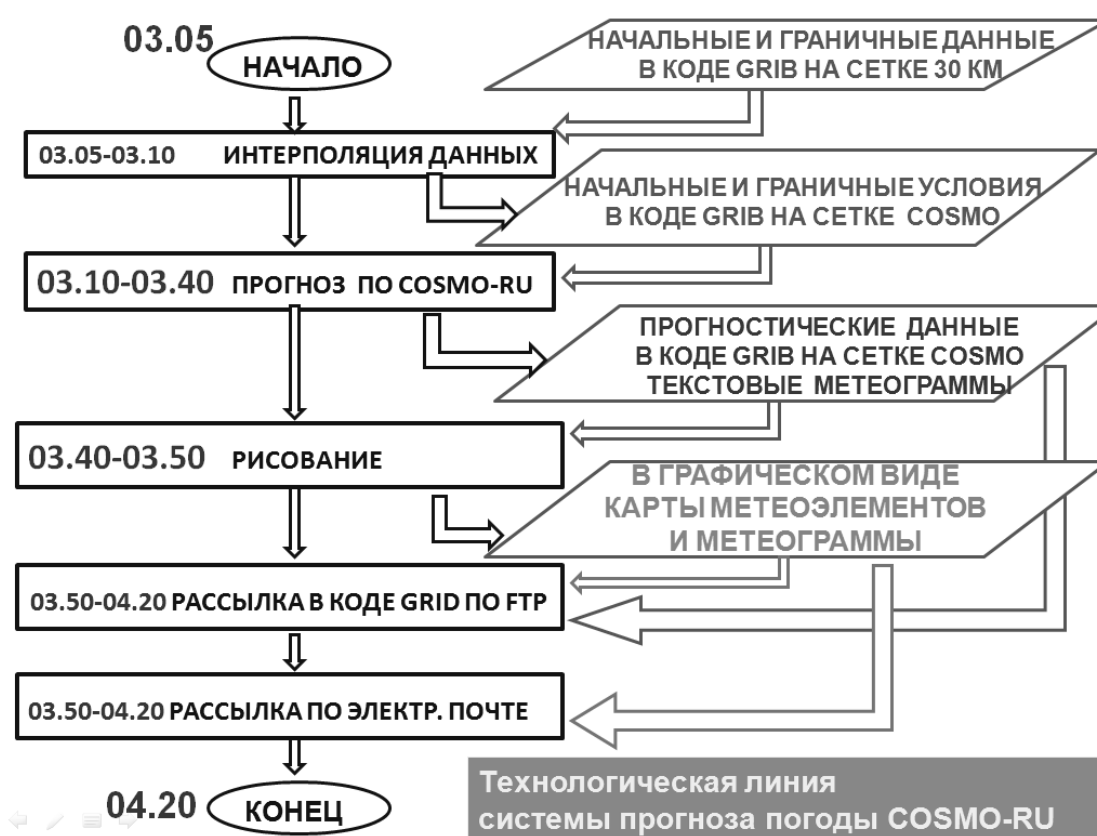 03.05
НАЧАЛО
НАЧАЛЬНЫЕ И ГРАНИЧНЫЕ ДАННЫЕ
В КОДЕ GRIB НА СЕТКЕ 30 КМ
03.05-03.10 ИНТЕРПОЛЯЦИЯ ДАННЫХ
НАЧАЛЬНЫЕ И ГРАНИЧНЫЕ УСЛОВИЯ
В КОДЕ GRIB НА СЕТКЕ COSMO
03.10-03.40 ПРОГНОЗ ПО COSMO-RU
ПРОГНОСТИЧЕСКИЕ ДАННЫЕ
В КОДЕ GRIB НА СЕТКЕ COSMO
ТЕКСТОВЫЕ МЕТЕОГРАММЫ
03.40-03.50 РИСОВАНИЕ
В ГРАФИЧЕСКОМ ВИДЕ
КАРТЫ МЕТЕОЭЛЕМЕНТОВ
И МЕТЕОГРАММЫ
03.50-04.20 РАССЫЛКА В КОДЕ GRID ПО FTP
03.50-04.20 РАССЫЛКА ПО ЭЛЕКТР. ПОЧТЕ
04.20
КОНЕЦ
Технологическая линия
системы прогноза погоды COSMO-RU